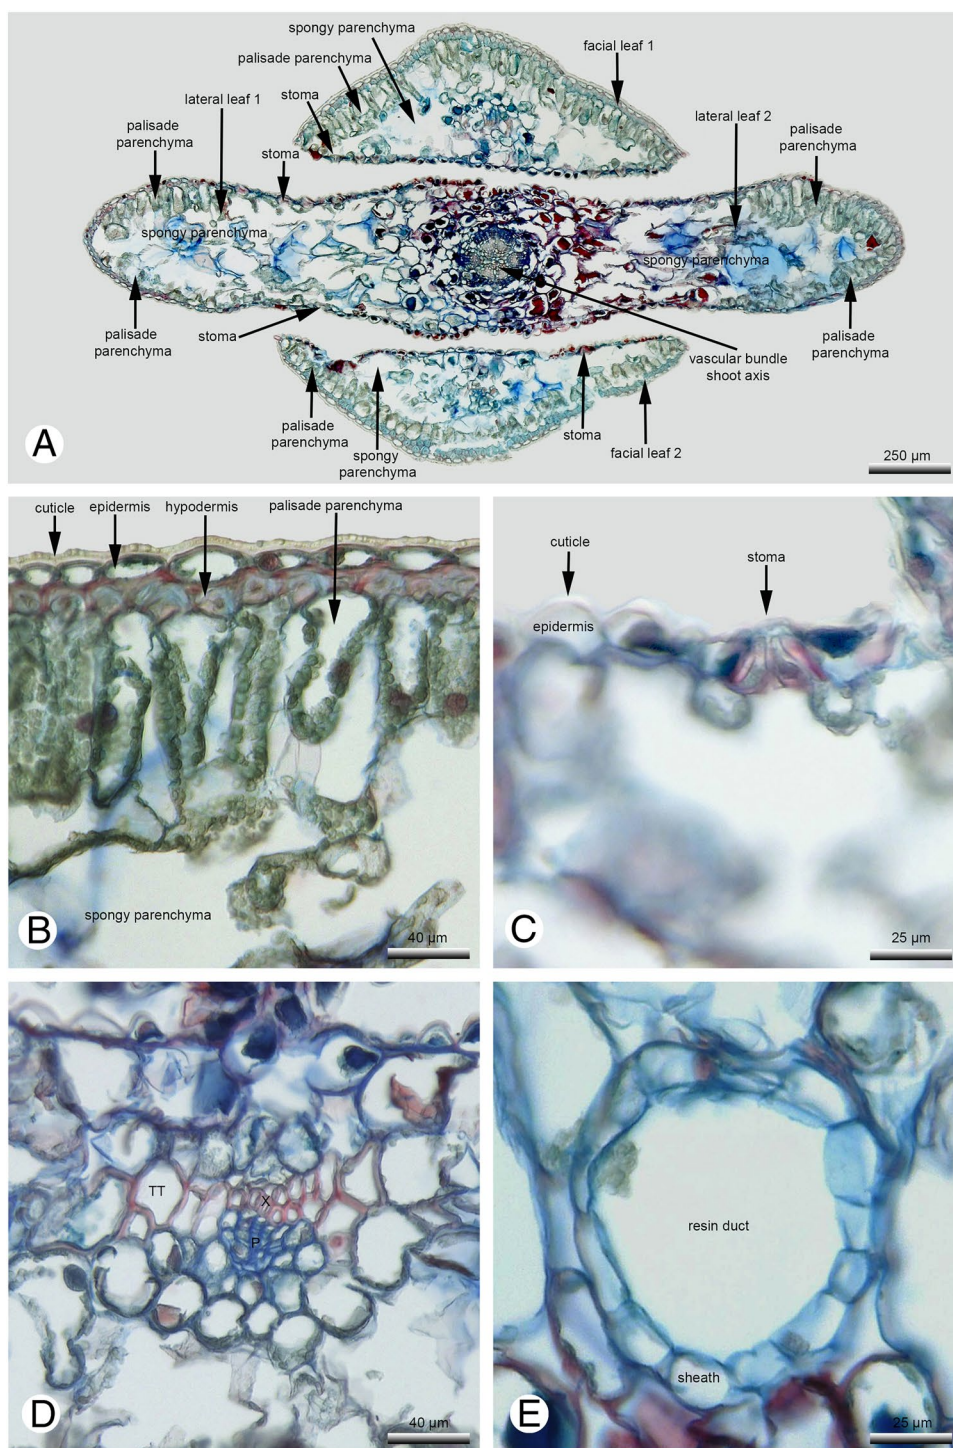 spongy parenchyma
palisade parenchyma
facial leaf 1
stoma
lateral leaf 1
lateral leaf 2
palisade
parenchyma
stoma
palisade
parenchyma
spongy parenchyma
spongy parenchyma
palisade
parenchyma
stoma
vascular bundle
shoot axis
palisade
parenchyma
palisade
parenchyma
spongy
parenchyma
stoma
facial leaf 2
A
250 µm
cuticle
epidermis
hypodermis
palisade parenchyma
spongy parenchyma
B
40 µm
cuticle
stoma
epidermis
C
25 µm
TT
X
P
D
40 µm
resin duct
sheath
E
25 µm